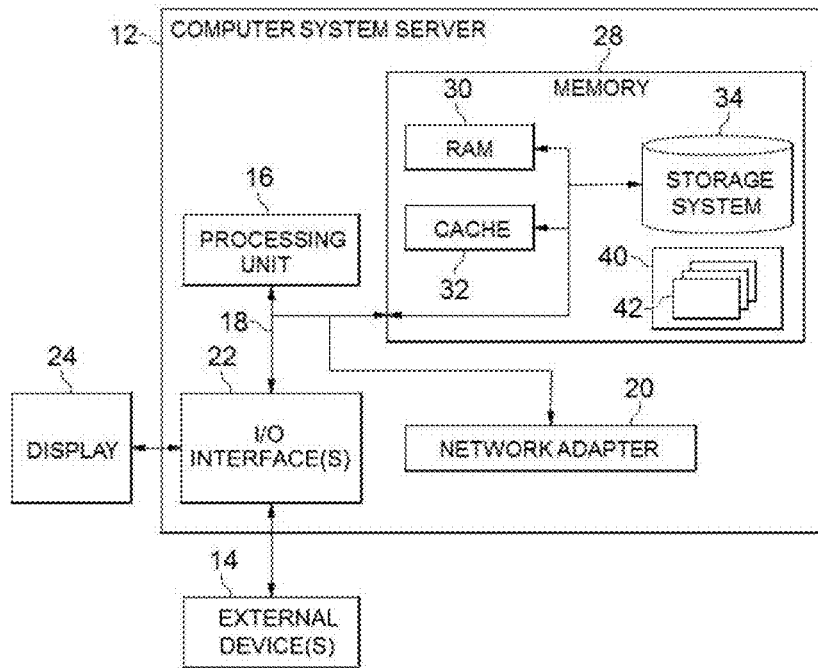 12
COMPUTER SYSTEM SERVER
28
MEMORY
30
RAM
34
STORAGE
SYSTEM
CACHE
32
40
42
16
PROCESSING
UNIT
18
22
I/O
INTERFACE(S)
24
DISPLAY
20
NETWORK ADAPTER
14
EXTERNAL
DEVICE(S)